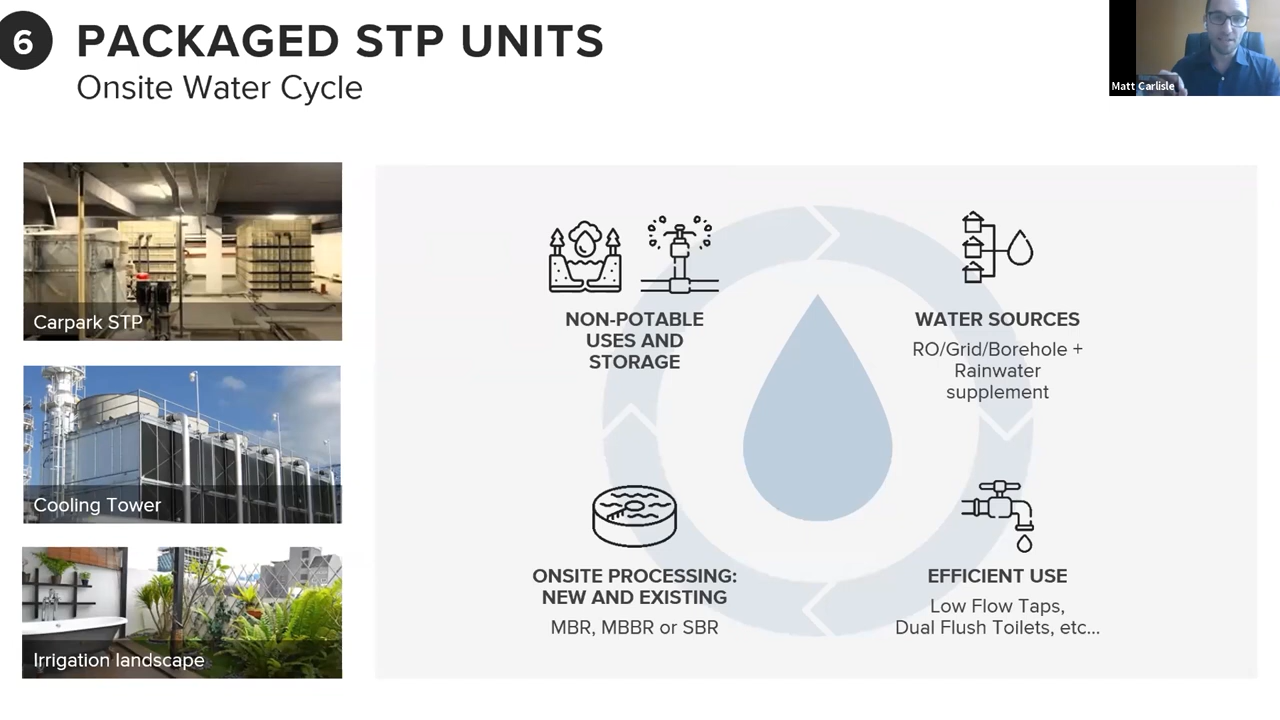 6
PACKAGED STP UNITS
Onsite Water Cycle
Matt Carlisle
Carpark STP
Cooling Tower
Irrigation landscape
NON-POTABLE
USES AND
STORAGE
WATER SOURCES
RO/Grid/Borehole +
Rainwater
supplement
ONSITE PROCESSING:
NEW AND EXISTING
MBR, MBBR or SBR
EFFICIENT USE
Low Flow Taps,
Dual Flush Toilets, etc...